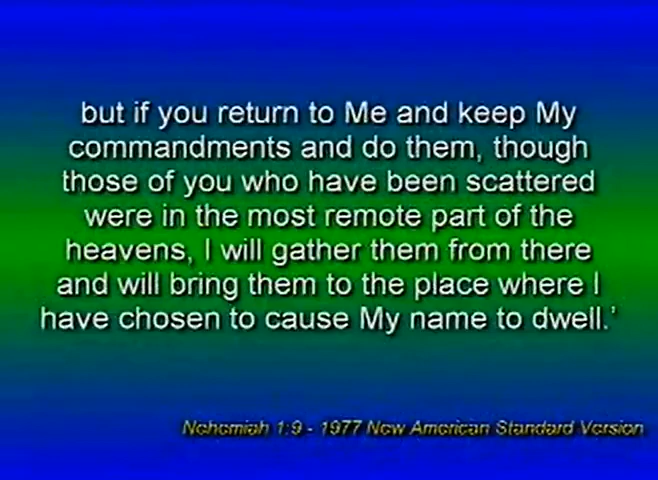 but if you return to Me and keep My
commandments and do them, though
those of you who have been scattered
were in the most remote part of the
heavens, I will gather them from there
and will bring them to the place where I
have chosen to cause My name to dwell.'
Nehemiah 1:9 - 1977 New American Standard Version